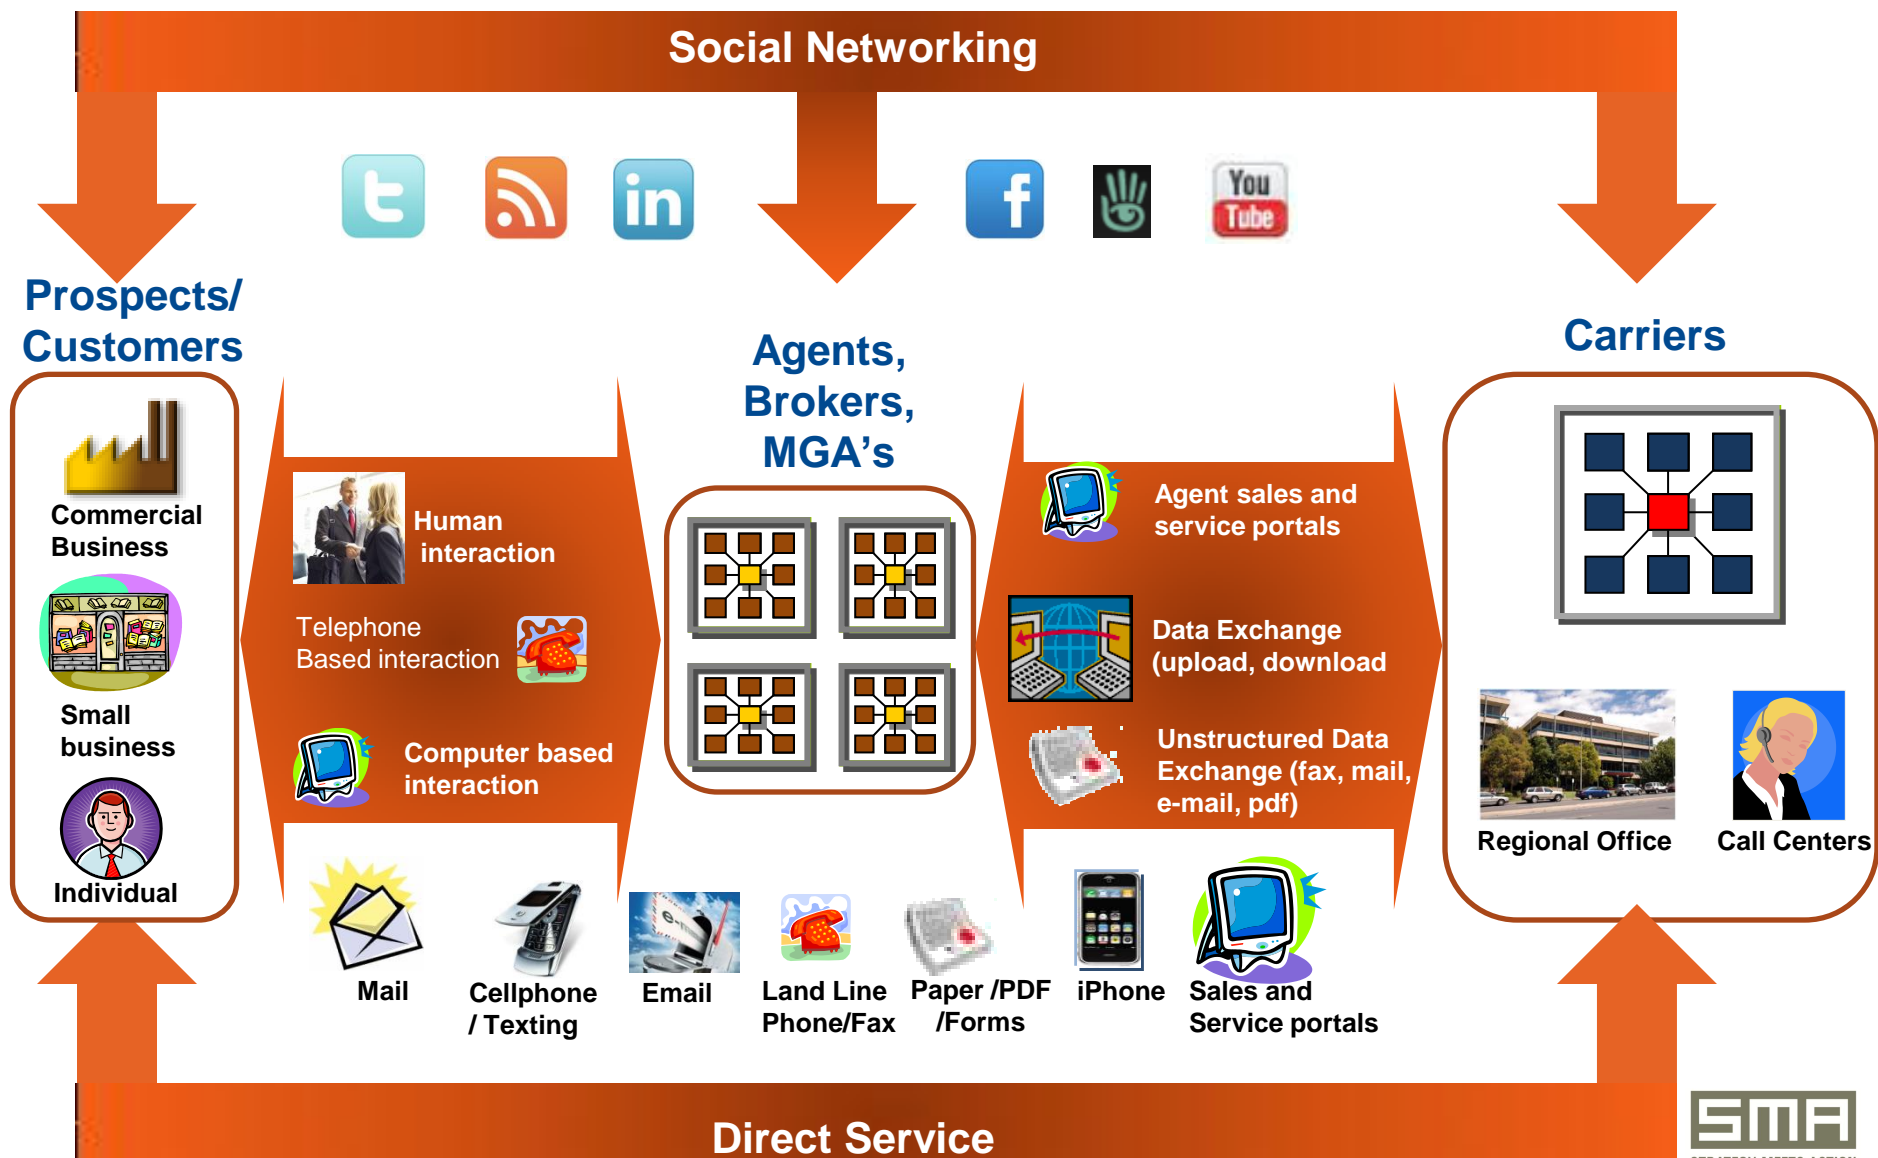 Social Networking
t
in
f
You
Tube
Prospects/
Customers
Agents,
Brokers,
MGA's
Carriers
Commercial
Business
Small
business
Individual
Human
interaction
Telephone
Based interaction
Computer based
interaction
Agent sales and
service portals
Data Exchange
(upload, download
Unstructured Data
Exchange (fax, mail,
e-mail, pdf)
Regional Office
Call Centers
Mail
Cellphone
/ Texting
Email
Land Line
Phone/Fax
Paper /PDF
/Forms
iPhone
Sales and
Service portals
Direct Service
SMA